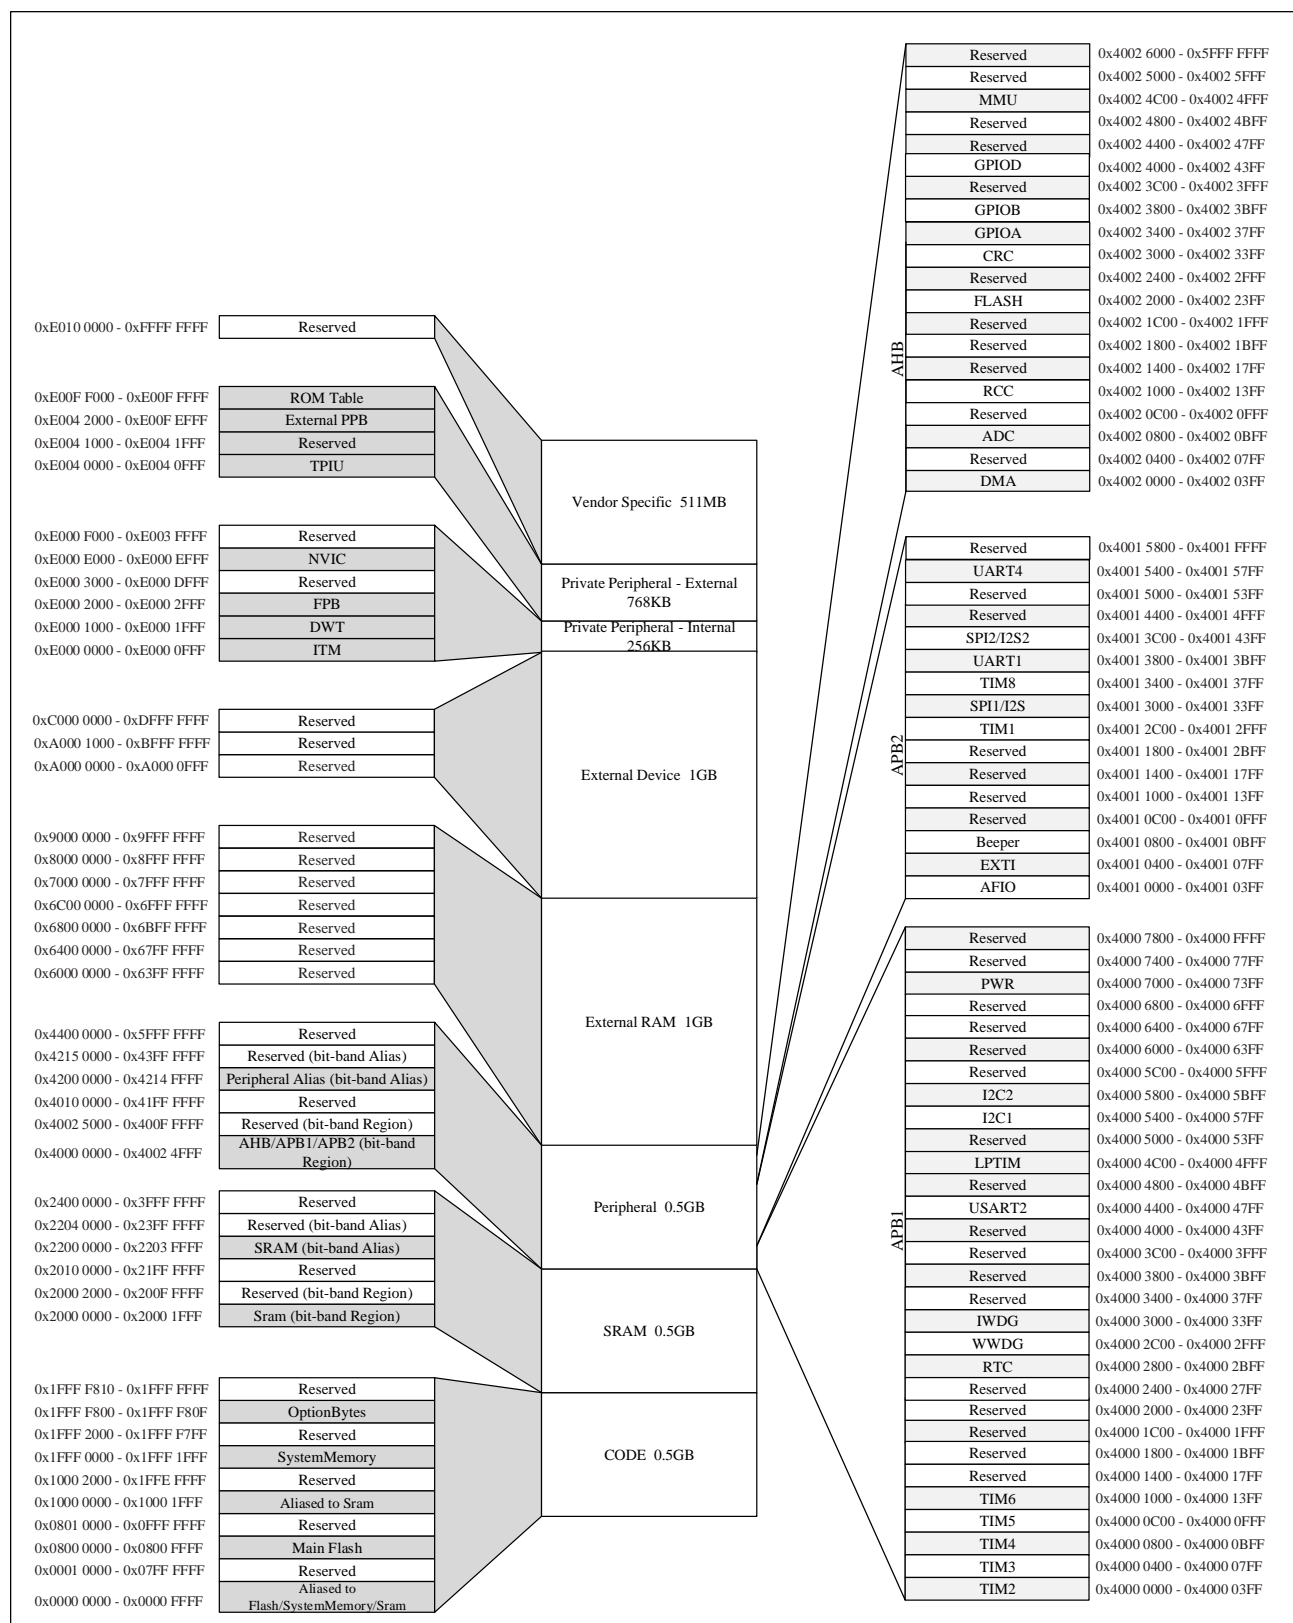 0xE010 0000 - 0xFFFF FFFF Reserved
0xE00F F000 - 0xE00F FFFF ROM Table
0xE004 2000 - 0xE00F EFFF External PPB
0xE004 1000 - 0xE004 1FFF Reserved
0xE004 0000 - 0xE004 0FFF TPIU
0xE000 F000 - 0xE003 FFFF Reserved
0xE000 E000 - 0xE000 EFFF NVIC
0xE000 3000 - 0xE000 DFFF Reserved
0xE000 2000 - 0xE000 2FFF FPB
0xE000 1000 - 0xE000 1FFF DWT
0xE000 0000 - 0xE000 0FFF ITM
0xC000 0000 - 0xDFFF FFFF Reserved
0xA000 1000 - 0xBFFF FFFF Reserved
0xA000 0000 - 0xA000 0FFF Reserved
0x9000 0000 - 0x9FFF FFFF Reserved
0x8000 0000 - 0x8FFF FFFF Reserved
0x7000 0000 - 0x7FFF FFFF Reserved
0x6C00 0000 - 0x6FFF FFFF Reserved
0x6800 0000 - 0x6BFF FFFF Reserved
0x6400 0000 - 0x67FF FFFF Reserved
0x6000 0000 - 0x63FF FFFF Reserved
0x4400 0000 - 0x5FFF FFFF Reserved
0x4215 0000 - 0x43FF FFFF Reserved (bit-band Alias)
0x4200 0000 - 0x4214 FFFF Peripheral Alias (bit-band Alias)
0x4010 0000 - 0x41FF FFFF Reserved
0x4002 5000 - 0x400F FFFF Reserved (bit-band Region)
0x4000 0000 - 0x4002 4FFF AHB/APB1/APB2 (bit-band
Region)
0x2400 0000 - 0x3FFF FFFF Reserved
0x2204 0000 - 0x23FF FFFF Reserved (bit-band Alias)
0x2200 0000 - 0x2203 FFFF SRAM (bit-band Alias)
0x2010 0000 - 0x21FF FFFF Reserved
0x2000 2000 - 0x200F FFFF Reserved (bit-band Region)
0x2000 0000 - 0x2000 1FFF Sram (bit-band Region)
0x1FFF F810 - 0x1FFF FFFF Reserved
0x1FFF F800 - 0x1FFF F80F OptionBytes
0x1FFF 2000 - 0x1FFF F7FF Reserved
0x1FFF 0000 - 0x1FFF 1FFF SystemMemory
0x1000 2000 - 0x1FFE FFFF Reserved
0x1000 0000 - 0x1000 1FFF Aliased to Sram
0x0801 0000 - 0x0FFF FFFF Reserved
0x0800 0000 - 0x0800 FFFF Main Flash
0x0001 0000 - 0x07FF FFFF Reserved
0x0000 0000 - 0x0000 FFFF Aliased to
Flash/SystemMemory/Sram
Vendor Specific 511MB
Private Peripheral - External
768KB
Private Peripheral - Internal
256KB
External Device 1GB
External RAM 1GB
Peripheral 0.5GB
SRAM 0.5GB
CODE 0.5GB
AHB
Reserved 0x4002 6000 - 0x5FFF FFFF
Reserved 0x4002 5000 - 0x4002 5FFF
MMU 0x4002 4C00 - 0x4002 4FFF
Reserved 0x4002 4800 - 0x4002 4BFF
Reserved 0x4002 4400 - 0x4002 47FF
GPIOD 0x4002 4000 - 0x4002 43FF
Reserved 0x4002 3C00 - 0x4002 3FFF
GPIOB 0x4002 3800 - 0x4002 3BFF
GPIOA 0x4002 3400 - 0x4002 37FF
CRC 0x4002 3000 - 0x4002 33FF
Reserved 0x4002 2400 - 0x4002 2FFF
FLASH 0x4002 2000 - 0x4002 23FF
Reserved 0x4002 1C00 - 0x4002 1FFF
Reserved 0x4002 1800 - 0x4002 1BFF
Reserved 0x4002 1400 - 0x4002 17FF
RCC 0x4002 1000 - 0x4002 13FF
Reserved 0x4002 0C00 - 0x4002 0FFF
ADC 0x4002 0800 - 0x4002 0BFF
Reserved 0x4002 0400 - 0x4002 07FF
DMA 0x4002 0000 - 0x4002 03FF
APB2
Reserved 0x4001 5800 - 0x4001 FFFF
UART4 0x4001 5400 - 0x4001 57FF
Reserved 0x4001 5000 - 0x4001 53FF
Reserved 0x4001 4400 - 0x4001 4FFF
SPI2/I2S2 0x4001 3C00 - 0x4001 43FF
UART1 0x4001 3800 - 0x4001 3BFF
TIM8 0x4001 3400 - 0x4001 37FF
SPI1/I2S 0x4001 3000 - 0x4001 33FF
TIM1 0x4001 2C00 - 0x4001 2FFF
Reserved 0x4001 1800 - 0x4001 2BFF
Reserved 0x4001 1400 - 0x4001 17FF
Reserved 0x4001 1000 - 0x4001 13FF
Reserved 0x4001 0C00 - 0x4001 0FFF
Beeper 0x4001 0800 - 0x4001 0BFF
EXTI 0x4001 0400 - 0x4001 07FF
AFIO 0x4001 0000 - 0x4001 03FF
APB1
Reserved 0x4000 7800 - 0x4000 FFFF
Reserved 0x4000 7400 - 0x4000 77FF
PWR 0x4000 7000 - 0x4000 73FF
Reserved 0x4000 6800 - 0x4000 6FFF
Reserved 0x4000 6400 - 0x4000 67FF
Reserved 0x4000 6000 - 0x4000 63FF
Reserved 0x4000 5C00 - 0x4000 5FFF
I2C2 0x4000 5800 - 0x4000 5BFF
I2C1 0x4000 5400 - 0x4000 57FF
Reserved 0x4000 5000 - 0x4000 53FF
LPTIM 0x4000 4C00 - 0x4000 4FFF
Reserved 0x4000 4800 - 0x4000 4BFF
USART2 0x4000 4400 - 0x4000 47FF
Reserved 0x4000 4000 - 0x4000 43FF
Reserved 0x4000 3C00 - 0x4000 3FFF
Reserved 0x4000 3800 - 0x4000 3BFF
Reserved 0x4000 3400 - 0x4000 37FF
IWDG 0x4000 3000 - 0x4000 33FF
WWDG 0x4000 2C00 - 0x4000 2FFF
RTC 0x4000 2800 - 0x4000 2BFF
Reserved 0x4000 2400 - 0x4000 27FF
Reserved 0x4000 2000 - 0x4000 23FF
Reserved 0x4000 1C00 - 0x4000 1FFF
Reserved 0x4000 1800 - 0x4000 1BFF
Reserved 0x4000 1400 - 0x4000 17FF
TIM6 0x4000 1000 - 0x4000 13FF
TIM5 0x4000 0C00 - 0x4000 0FFF
TIM4 0x4000 0800 - 0x4000 0BFF
TIM3 0x4000 0400 - 0x4000 07FF
TIM2 0x4000 0000 - 0x4000 03FF